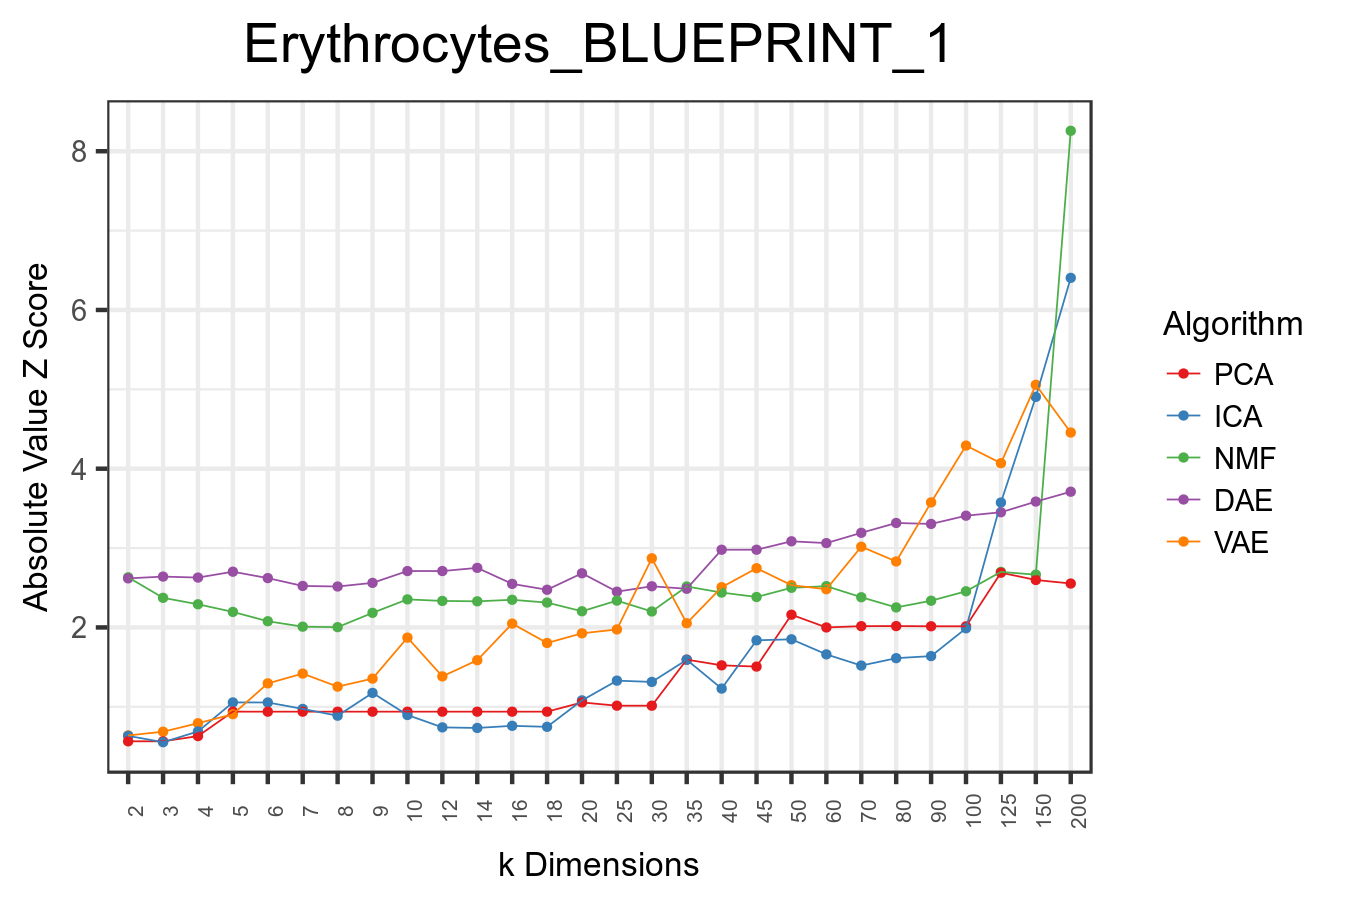 Erythrocytes_BLUEPRINT_1
Absolute Value Z Score
8
6
4
2
2 3 4 5 6 7 8 9 10 12 14 16 18 20 25 30 35 40 45 50 60 70 80 90 100 125 150 200
k Dimensions
Algorithm
PCA
ICA
NMF
DAE
VAE